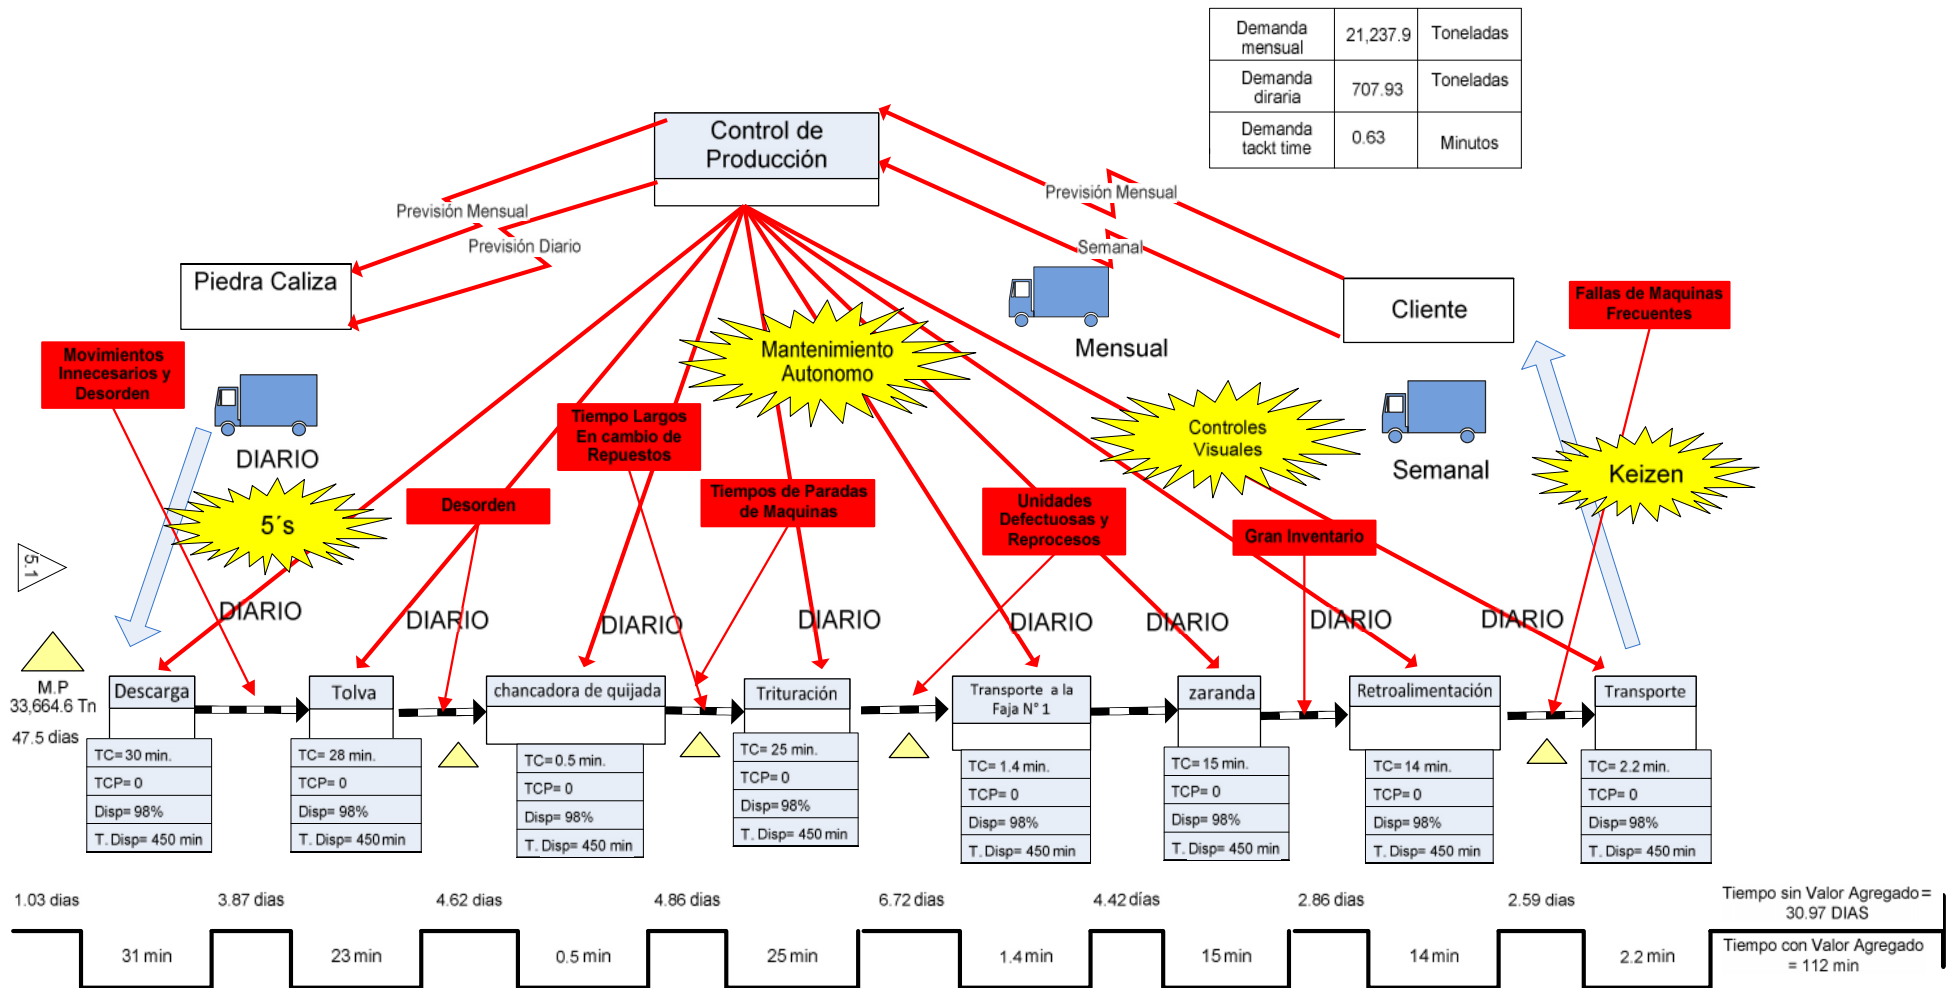 Demanda
mensual
21,237.9
Toneladas
Demanda
diraria
707.93
Toneladas
Demanda
tackt time
0.63
Minutos
Control de
Producción
Previsión Mensual
Previsión Diario
Previsión Mensual
Semanal
Piedra Caliza
Cliente
Fallas de Maquinas
Frecuentes
Movimientos
Innecesarios y
Desorden
Mantenimiento
Autonomo
Mensual
DIARIO
Tiempo Largos
En cambio de
Repuestos
Controles
Visuales
Semanal
Keizen
5´s
Desorden
Tiempos de Paradas
de Maquinas
Unidades
Defectuosas y
Reprocesos
Gran Inventario
5.1
DIARIO
DIARIO
DIARIO
DIARIO
DIARIO
DIARIO
DIARIO
DIARIO
M.P
33,664.6 Tn
47.5 dias
Descarga
TC= 30 min.
TCP= 0
Disp= 98%
T. Disp= 450 min
Tolva
TC= 28 min.
TCP= 0
Disp= 98%
T. Disp= 450 min
chancadora de quijada
TC= 0.5 min.
TCP= 0
Disp= 98%
T. Disp= 450 min
Trituración
TC= 25 min.
TCP= 0
Disp= 98%
T. Disp= 450 min
Transporte a la
Faja N° 1
TC= 1.4 min.
TCP= 0
Disp= 98%
T. Disp= 450 min
zaranda
TC= 15 min.
TCP= 0
Disp= 98%
T. Disp= 450 min
Retroalimentación
TC= 14 min.
TCP= 0
Disp= 98%
T. Disp= 450 min
Transporte
TC= 2.2 min.
TCP= 0
Disp= 98%
T. Disp= 450 min
1.03 dias
3.87 dias
4.62 dias
4.86 dias
6.72 dias
4.42 dias
2.86 dias
2.59 dias
Tiempo sin Valor Agregado =
30.97 DIAS
31 min
23 min
0.5 min
25 min
1.4 min
15 min
14 min
2.2 min
Tiempo con Valor Agregado
= 112 min